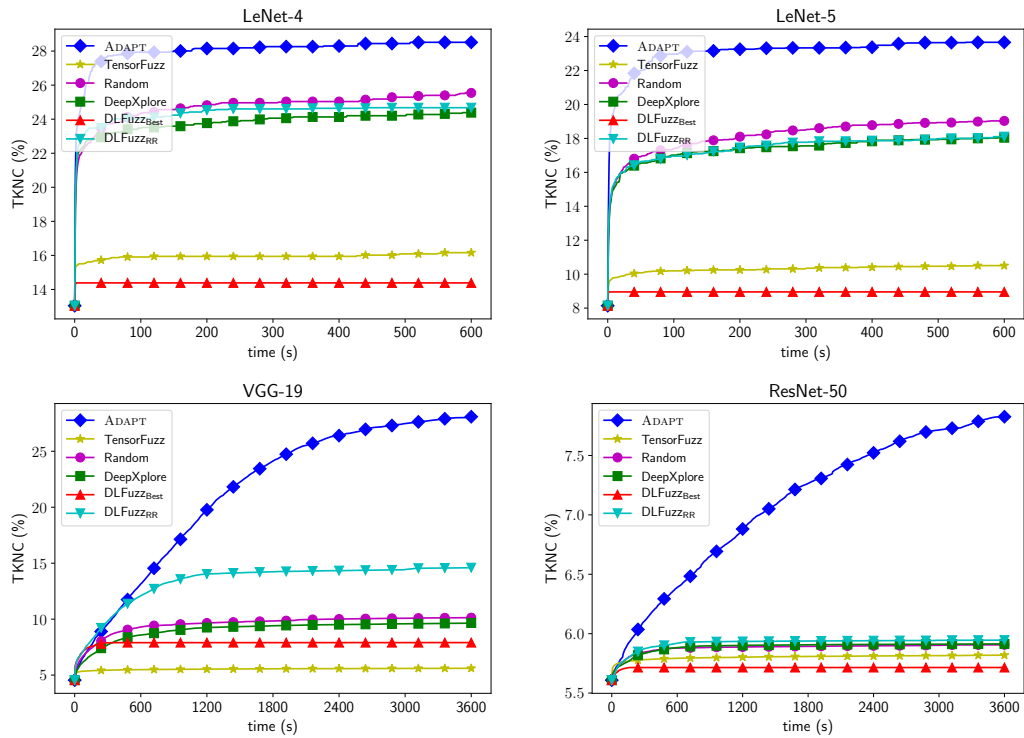 LeNet-4
28
26
24
22
20
18
16
14
TKNC (%)
0 100 200 300 400 500 600
time (s)
ADAPT
TensorFuzz
Random
DeepXplore
DLFuzzBest
DLFuzzRR
LeNet-5
24
22
20
18
16
14
12
10
8
TKNC (%)
0 100 200 300 400 500 600
time (s)
ADAPT
TensorFuzz
Random
DeepXplore
DLFuzzBest
DLFuzzRR
VGG-19
25
20
15
10
5
TKNC (%)
0 600 1200 1800 2400 3000 3600
time (s)
ADAPT
TensorFuzz
Random
DeepXplore
DLFuzzBest
DLFuzzRR
ResNet-50
7.5
7.0
6.5
6.0
5.5
TKNC (%)
0 600 1200 1800 2400 3000 3600
time (s)
ADAPT
TensorFuzz
Random
DeepXplore
DLFuzzBest
DLFuzzRR